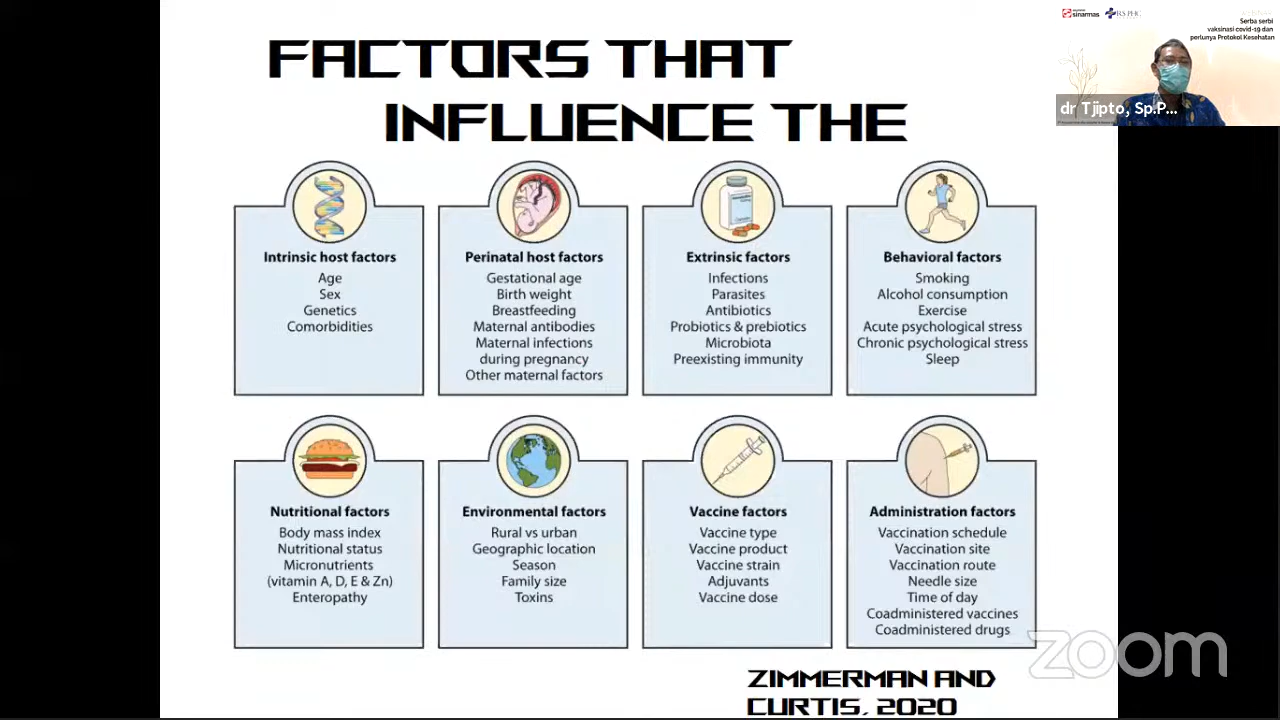 FACTORS THAT
INFLUENCE THE
Intrinsic host factors
Age
Sex
Genetics
Comorbidities
Perinatal host factors
Gestational age
Birth weight
Breastfeeding
Maternal antibodies
Maternal infections
during pregnancy
Other maternal factors
Extrinsic factors
Infections
Parasites
Antibiotics
Probiotics & prebiotics
Microbiota
Preexisting immunity
Behavioral factors
Smoking
Alcohol consumption
Exercise
Acute psychological stress
Chronic psychological stress
Sleep
Nutritional factors
Body mass index
Nutritional status
Micronutrients
(vitamin A, D, E & Zn)
Enteropathy
Environmental factors
Rural vs urban
Geographic location
Season
Family size
Toxins
Vaccine factors
Vaccine type
Vaccine product
Vaccine strain
Adjuvants
Vaccine dose
Administration factors
Vaccination schedule
Vaccination site
Vaccination route
Needle size
Time of day
Coadministered vaccines
Coadministered drugs
ZIMMERMAN AND
CURTIS, 2020
sinarmas
RS PHC
Serba serbi
vaksinasi covid-19 dan
perlunya Protokol Kesehatan
dr Tjipto, Sp.P...
zoom